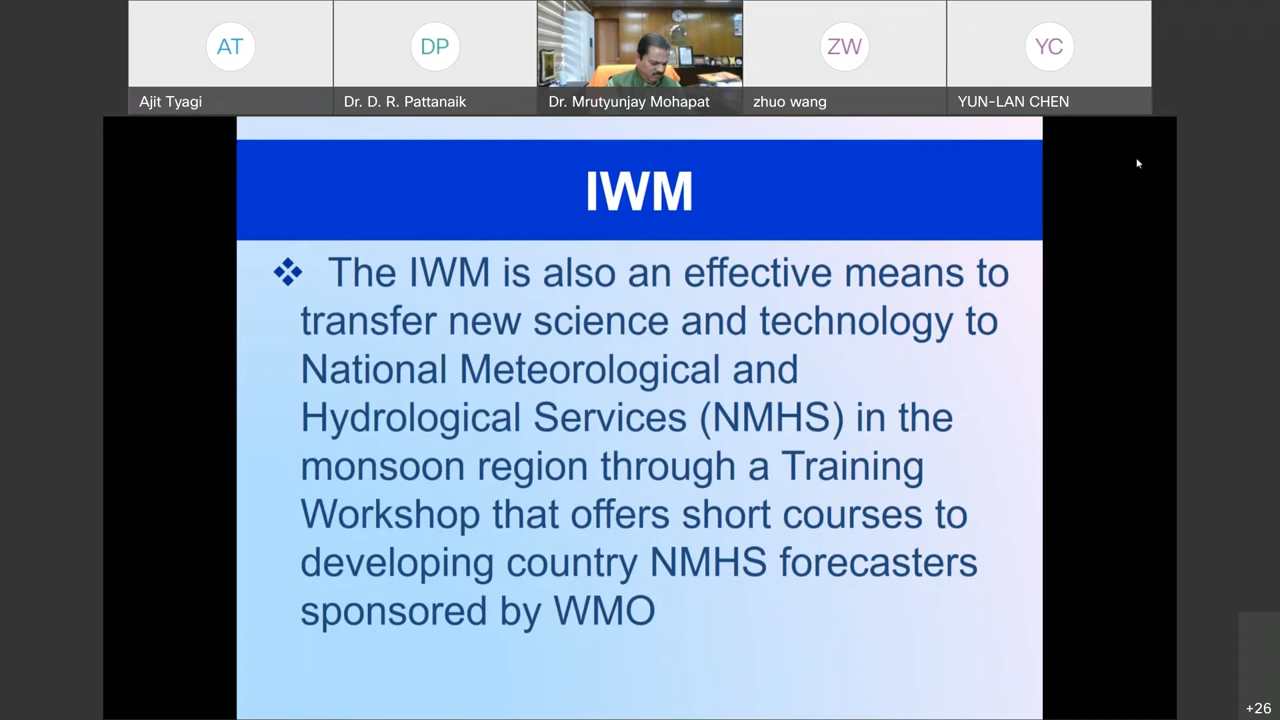 AT
DP
ZW
YC
Ajit Tyagi
Dr. D. R. Pattanaik
Dr. Mrutyunjay Mohapat
zhuo wang
YUN-LAN CHEN
IWM
❖ The IWM is also an effective means to
transfer new science and technology to
National Meteorological and
Hydrological Services (NMHS) in the
monsoon region through a Training
Workshop that offers short courses to
developing country NMHS forecasters
sponsored by WMO
+26